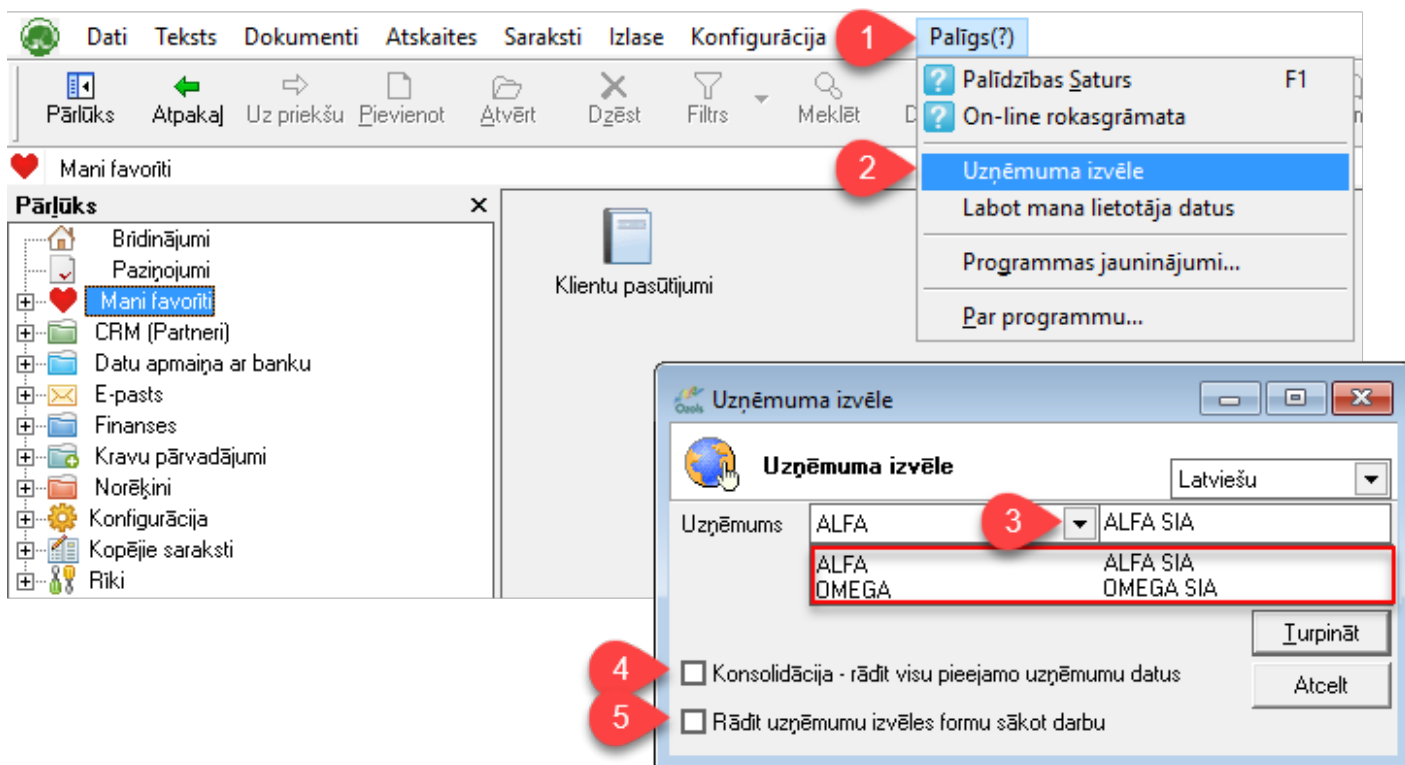 Dati Teksts Dokumenti Atskaites Saraksti Izlase Konfigurācija 1 Palīgs(?)
Pārlūks Atpakaļ Uz priekšu Pievienot Atvērt Dzēst Filtrs Meklēt D
Palīdzības Saturs F1
On-line rokasgrāmata
Mani favorīti
2 Uzņēmuma izvēle
Labot mana lietotāja datus
Programmas jauninājumi...
Par programmu...
Pārlūks
Brīdinājumi
Paziņojumi
Mani favorīti
CRM (Partneri)
Datu apmaiņa ar banku
E-pasts
Finanses
Kravu pārvadājumi
Norēķini
Konfigurācija
Kopējie saraksti
Rīki
Klientu pasūtījumi
Ozols Uzņēmuma izvēle
Uzņēmuma izvēle
Latviešu
Uzņēmums ALFA 3 ALFA SIA
ALFA ALFA SIA
OMEGA OMEGA SIA
Turpināt
4 Konsolidācija - rādīt visu pieejamo uzņēmumu datus
Atcelt
5 Rādīt uzņēmumu izvēles formu sākot darbu